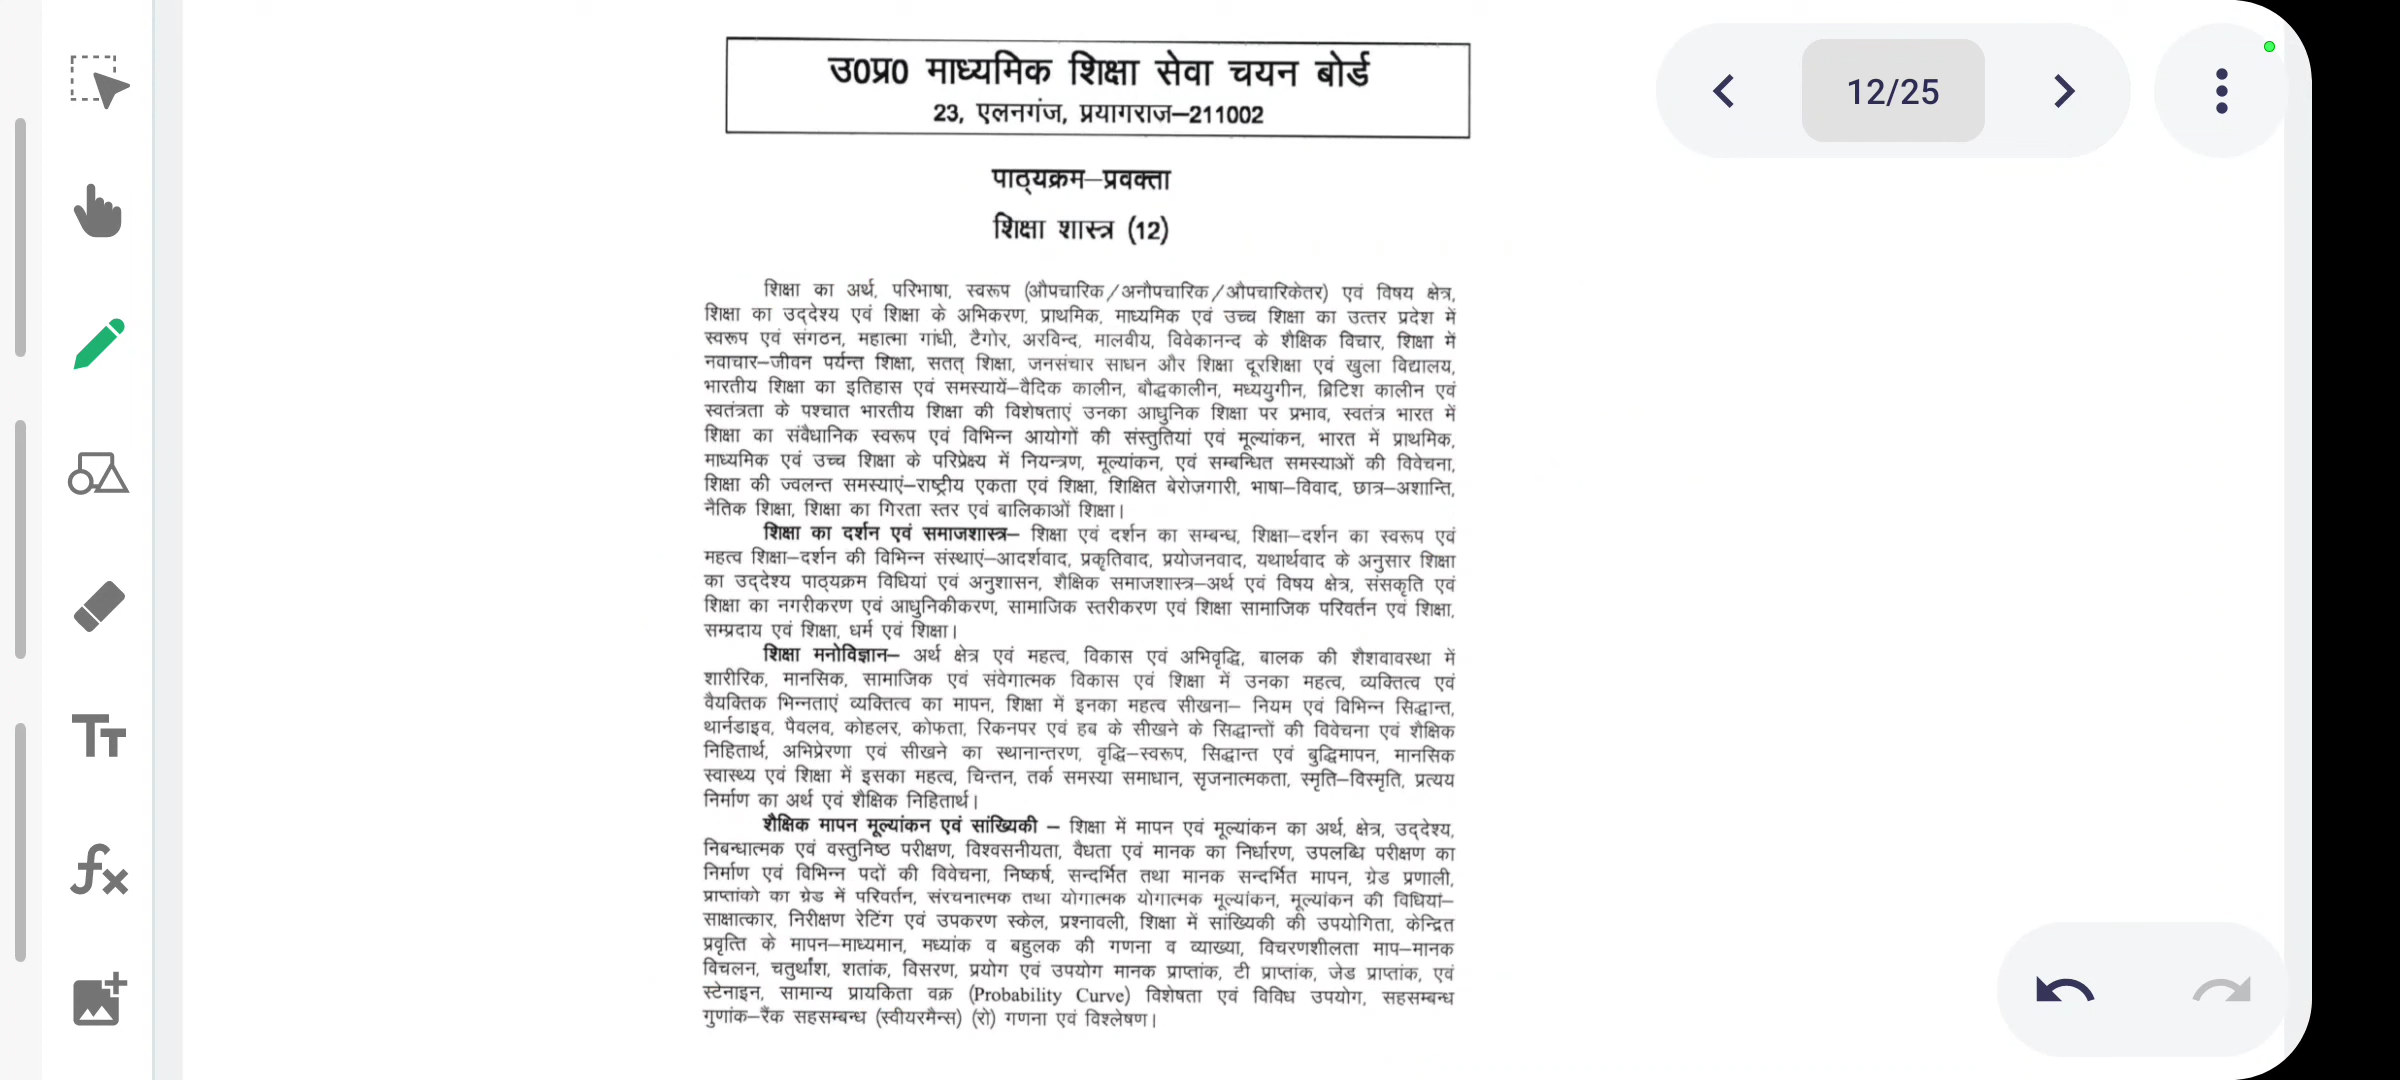 उ0प्र0 माध्यमिक शिक्षा सेवा चयन बोर्ड
23, एलनगंज, प्रयागराज–211002
12/25
पाठ्यक्रम–प्रवक्ता
शिक्षा शास्त्र (12)
शिक्षा का अर्थ, परिभाषा, स्वरूप (औपचारिक/अनौपचारिक/औपचारिकेतर) एवं विषय क्षेत्र,
शिक्षा का उद्देश्य एवं शिक्षा के अभिकरण, प्राथमिक, माध्यमिक एवं उच्च शिक्षा का उत्तर प्रदेश में
स्वरूप एवं संगठन, महात्मा गांधी, टैगोर, अरविन्द, मालवीय, विवेकानन्द के शैक्षिक विचार, शिक्षा में
नवाचार–जीवन पर्यन्त शिक्षा, सतत् शिक्षा, जनसंचार साधन और शिक्षा दूरशिक्षा एवं खुला विद्यालय,
भारतीय शिक्षा का इतिहास एवं समस्यायें–वैदिक कालीन, बौद्धकालीन, मध्ययुगीन, ब्रिटिश कालीन एवं
स्वतंत्रता के पश्चात भारतीय शिक्षा की विशेषताएं उनका आधुनिक शिक्षा पर प्रभाव, स्वतंत्र भारत में
शिक्षा का संवैधानिक स्वरूप एवं विभिन्न आयोगों की संस्तुतियां एवं मूल्यांकन, भारत में प्राथमिक,
माध्यमिक एवं उच्च शिक्षा के परिप्रेक्ष्य में नियन्त्रण, मूल्यांकन, एवं सम्बन्धित समस्याओं की विवेचना,
शिक्षा की ज्वलन्त समस्याएं–राष्ट्रीय एकता एवं शिक्षा, शिक्षित बेरोजगारी, भाषा–विवाद, छात्र–अशान्ति,
नैतिक शिक्षा, शिक्षा का गिरता स्तर एवं बालिकाओं शिक्षा।
शिक्षा का दर्शन एवं समाजशास्त्र– शिक्षा एवं दर्शन का सम्बन्ध, शिक्षा–दर्शन का स्वरूप एवं
महत्व शिक्षा–दर्शन की विभिन्न संस्थाएं–आदर्शवाद, प्रकृतिवाद, प्रयोजनवाद, यथार्थवाद के अनुसार शिक्षा
का उद्देश्य पाठ्यक्रम विधियां एवं अनुशासन, शैक्षिक समाजशास्त्र–अर्थ एवं विषय क्षेत्र, संसकृति एवं
शिक्षा का नगरीकरण एवं आधुनिकीकरण, सामाजिक स्तरीकरण एवं शिक्षा सामाजिक परिवर्तन एवं शिक्षा,
सम्प्रदाय एवं शिक्षा, धर्म एवं शिक्षा।
शिक्षा मनोविज्ञान– अर्थ क्षेत्र एवं महत्व, विकास एवं अभिवृद्धि, बालक की शैशवावस्था में
शारीरिक, मानसिक, सामाजिक एवं संवेगात्मक विकास एवं शिक्षा में उनका महत्व, व्यक्तित्व एवं
वैयक्तिक भिन्नताएं व्यक्तित्व का मापन, शिक्षा में इनका महत्व सीखना– नियम एवं विभिन्न सिद्धान्त,
थार्नडाइव, पैवलव, कोहलर, कोफता, रिकनपर एवं हब के सीखने के सिद्धान्तों की विवेचना एवं शैक्षिक
निहितार्थ, अभिप्रेरणा एवं सीखने का स्थानान्तरण, वृद्धि–स्वरूप, सिद्धान्त एवं बुद्धिमापन, मानसिक
स्वास्थ्य एवं शिक्षा में इसका महत्व, चिन्तन, तर्क समस्या समाधान, सृजनात्मकता, स्मृति–विस्मृति, प्रत्यय
निर्माण का अर्थ एवं शैक्षिक निहितार्थ।
शैक्षिक मापन मूल्यांकन एवं सांख्यिकी – शिक्षा में मापन एवं मूल्यांकन का अर्थ, क्षेत्र, उद्देश्य,
निबन्धात्मक एवं वस्तुनिष्ठ परीक्षण, विश्वसनीयता, वैधता एवं मानक का निर्धारण, उपलब्धि परीक्षण का
निर्माण एवं विभिन्न पदों की विवेचना, निष्कर्ष, सन्दर्भित तथा मानक सन्दर्भित मापन, ग्रेड प्रणाली,
प्राप्तांको का ग्रेड में परिवर्तन, संरचनात्मक तथा योगात्मक योगात्मक मूल्यांकन, मूल्यांकन की विधियां–
साक्षात्कार, निरीक्षण रेटिंग एवं उपकरण स्केल, प्रश्नावली, शिक्षा में सांख्यिकी की उपयोगिता, केन्द्रित
प्रवृत्ति के मापन–माध्यमान, मध्यांक व बहुलक की गणना व व्याख्या, विचरणशीलता माप–मानक
विचलन, चतुर्थांश, शतांक, विसरण, प्रयोग एवं उपयोग मानक प्राप्तांक, टी प्राप्तांक, जेड प्राप्तांक, एवं
स्टेनाइन, सामान्य प्रायकिता वक्र (Probability Curve) विशेषता एवं विविध उपयोग, सहसम्बन्ध
गुणांक–रैंक सहसम्बन्ध (स्वीयरमैन्स) (रो) गणना एवं विश्लेषण।